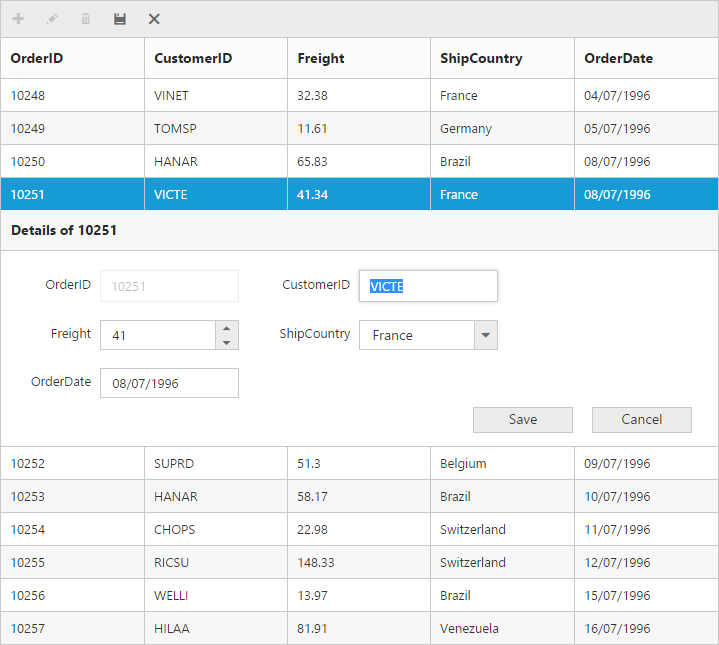 OrderID CustomerID Freight ShipCountry OrderDate
10248 VINET 32.38 France 04/07/1996
10249 TOMSP 11.61 Germany 05/07/1996
10250 HANAR 65.83 Brazil 08/07/1996
10251 VICTE 41.34 France 08/07/1996
Details of 10251
OrderID 10251 CustomerID VICTE
Freight 41 ShipCountry France
OrderDate 08/07/1996
Save Cancel
10252 SUPRD 51.3 Belgium 09/07/1996
10253 HANAR 58.17 Brazil 10/07/1996
10254 CHOPS 22.98 Switzerland 11/07/1996
10255 RICSU 148.33 Switzerland 12/07/1996
10256 WELLI 13.97 Brazil 15/07/1996
10257 HILAA 81.91 Venezuela 16/07/1996